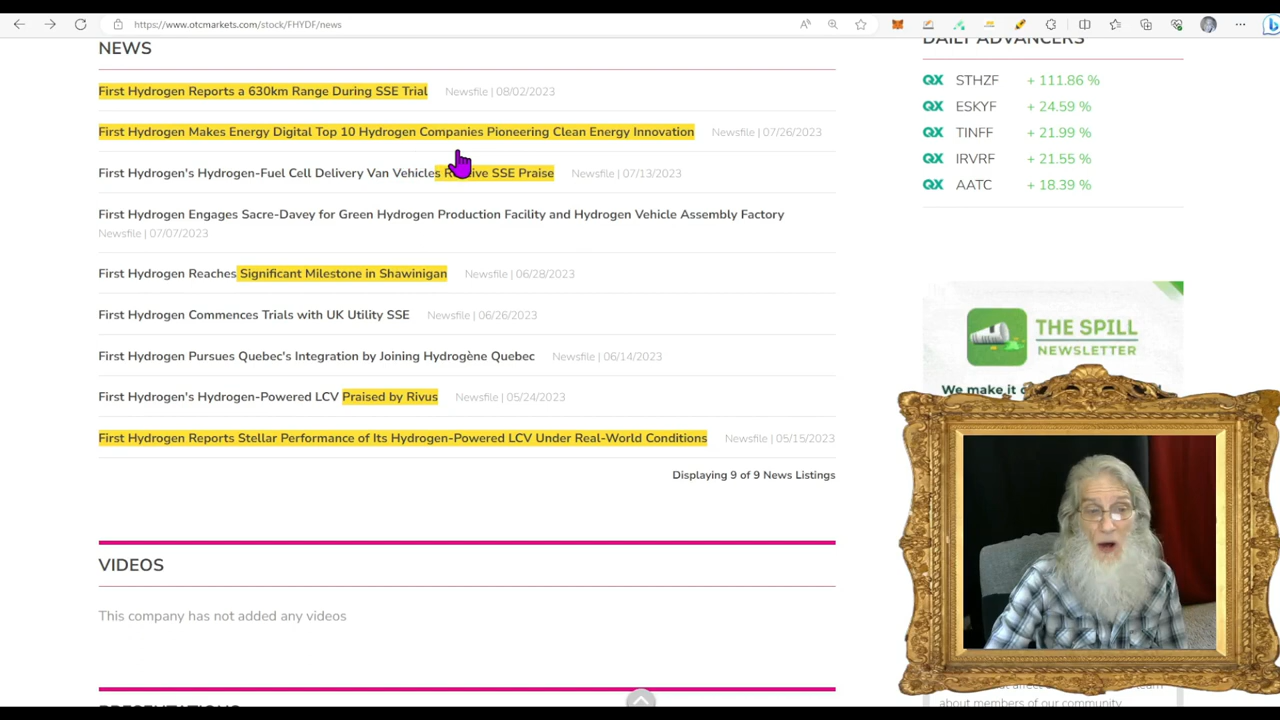 https://www.otcmarkets.com/stock/FHYDF/news
NEWS
First Hydrogen Reports a 630km Range During SSE Trial Newsfile | 08/02/2023
First Hydrogen Makes Energy Digital Top 10 Hydrogen Companies Pioneering Clean Energy Innovation Newsfile | 07/26/2023
First Hydrogen's Hydrogen-Fuel Cell Delivery Van Vehicles Receive SSE Praise Newsfile | 07/13/2023
First Hydrogen Engages Sacre-Davey for Green Hydrogen Production Facility and Hydrogen Vehicle Assembly Factory
Newsfile | 07/07/2023
First Hydrogen Reaches Significant Milestone in Shawinigan Newsfile | 06/28/2023
First Hydrogen Commences Trials with UK Utility SSE Newsfile | 06/26/2023
First Hydrogen Pursues Quebec's Integration by Joining Hydrogène Quebec Newsfile | 06/14/2023
First Hydrogen's Hydrogen-Powered LCV Praised by Rivus Newsfile | 05/24/2023
First Hydrogen Reports Stellar Performance of Its Hydrogen-Powered LCV Under Real-World Conditions Newsfile | 05/15/2023
Displaying 9 of 9 News Listings
VIDEOS
This company has not added any videos
PRESENTATIONS
DAILY ADVANCERS
QX STHZF + 111.86 %
QX ESKYF + 24.59 %
QX TINFF + 21.99 %
QX IRVRF + 21.55 %
QX AATC + 18.39 %
THE SPILL
NEWSLETTER
We make it
about members of our community